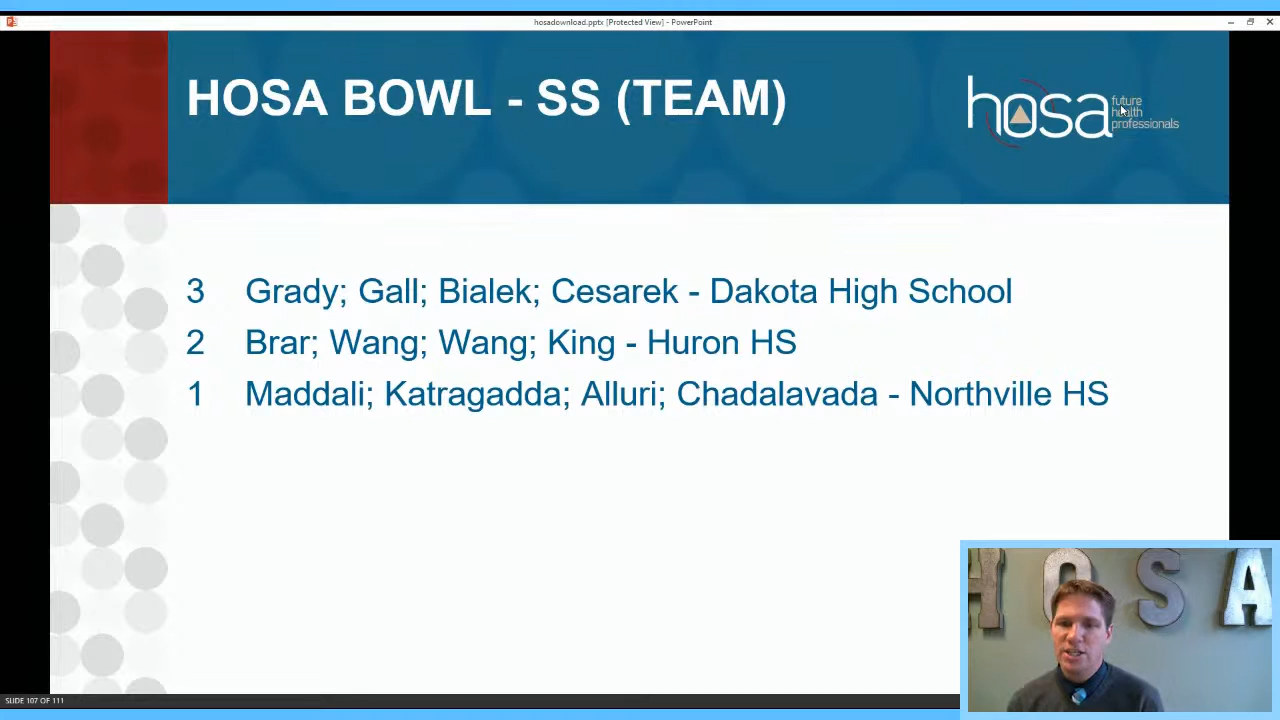 hosadownload.pptx [Protected View] - PowerPoint
HOSA BOWL - SS (TEAM)
hosa
future
health
professionals
3 Grady; Gall; Bialek; Cesarek - Dakota High School
2 Brar; Wang; Wang; King - Huron HS
1 Maddali; Katragadda; Alluri; Chadalavada - Northville HS
HOSA
SLIDE 107 OF 111